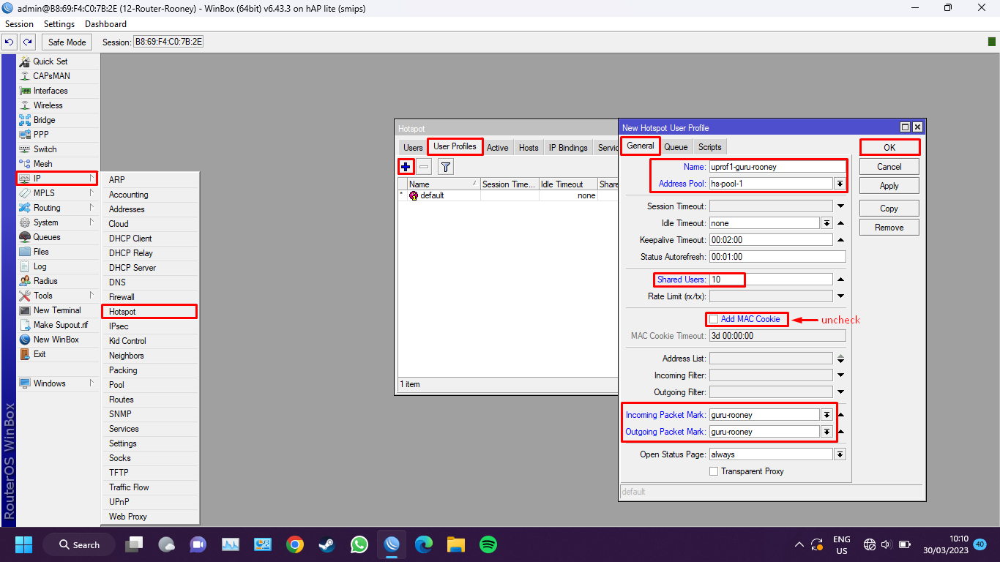 admin@B8:69:F4:C0:7B:2E (12-Router-Rooney) - WinBox (64bit) v6.43.3 on hAP lite (smips)
Session Settings Dashboard
Safe Mode Session: B8:69:F4:C0:7B:2E
Quick Set
CAPsMAN
Interfaces
Wireless
Bridge
PPP
Switch
Mesh
IP
MPLS
Routing
System
Queues
Files
Log
Radius
Tools
New Terminal
Make Supout.rif
New WinBox
Exit
Windows
RouterOS WinBox
ARP
Accounting
Addresses
Cloud
DHCP Client
DHCP Relay
DHCP Server
DNS
Firewall
Hotspot
IPsec
Kid Control
Neighbors
Packing
Pool
Routes
SNMP
Services
Settings
Socks
TFTP
Traffic Flow
UPnP
Web Proxy
Hotspot
Users User Profiles Active Hosts IP Bindings Servic
Name Session Time... Idle Timeout Share
* default none
1 item
New Hotspot User Profile
General Queue Scripts
Name: uprof1-guru-rooney
Address Pool: hs-pool-1
Session Timeout:
Idle Timeout: none
Keepalive Timeout: 00:02:00
Status Autorefresh: 00:01:00
Shared Users: 10
Rate Limit (rx/tx):
Add MAC Cookie uncheck
MAC Cookie Timeout: 3d 00:00:00
Address List:
Incoming Filter:
Outgoing Filter:
Incoming Packet Mark: guru-rooney
Outgoing Packet Mark: guru-rooney
Open Status Page: always
Transparent Proxy
default
OK
Cancel
Apply
Copy
Remove
Search
ENG
US
10:10
30/03/2023
40